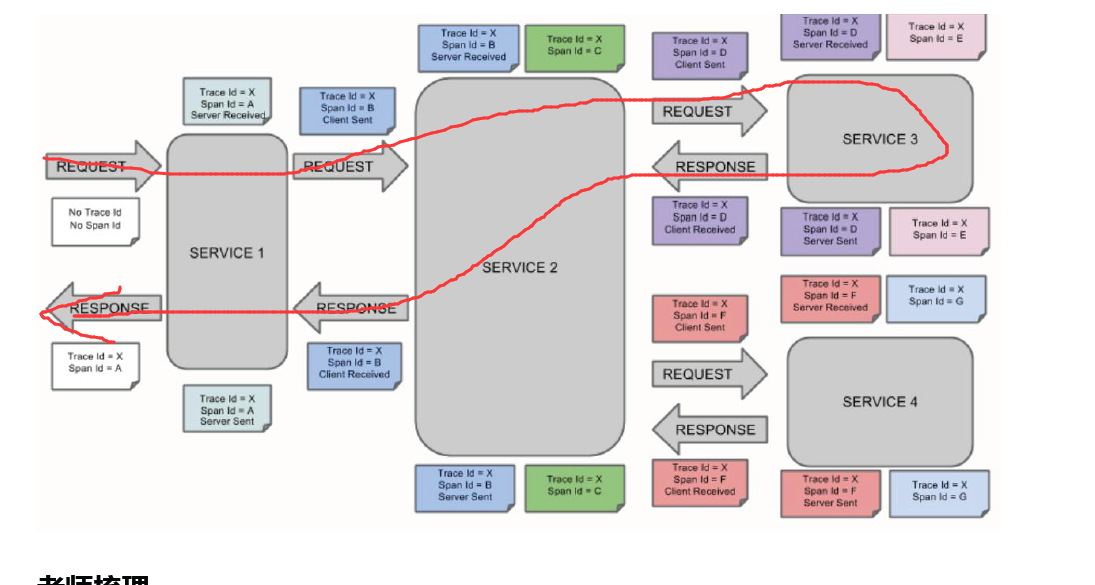 Trace Id = X
Span Id = B
Server Received
Trace Id = X
Span Id = C
Trace Id = X
Span Id = D
Client Sent
Trace Id = X
Span Id = D
Server Received
Trace Id = X
Span Id = E
Trace Id = X
Span Id = A
Server Received
Trace Id = X
Span Id = B
Client Sent
REQUEST
REQUEST
REQUEST
SERVICE 3
RESPONSE
No Trace Id
No Span Id
SERVICE 1
SERVICE 2
Trace Id = X
Span Id = D
Client Received
Trace Id = X
Span Id = D
Server Sent
Trace Id = X
Span Id = E
RESPONSE
RESPONSE
Trace Id = X
Span Id = F
Client Sent
Trace Id = X
Span Id = F
Server Received
Trace Id = X
Span Id = G
Trace Id = X
Span Id = A
Trace Id = X
Span Id = B
Client Received
REQUEST
SERVICE 4
RESPONSE
Trace Id = X
Span Id = A
Server Sent
Trace Id = X
Span Id = B
Server Sent
Trace Id = X
Span Id = C
Trace Id = X
Span Id = F
Client Received
Trace Id = X
Span Id = F
Server Sent
Trace Id = X
Span Id = G
老师梳理